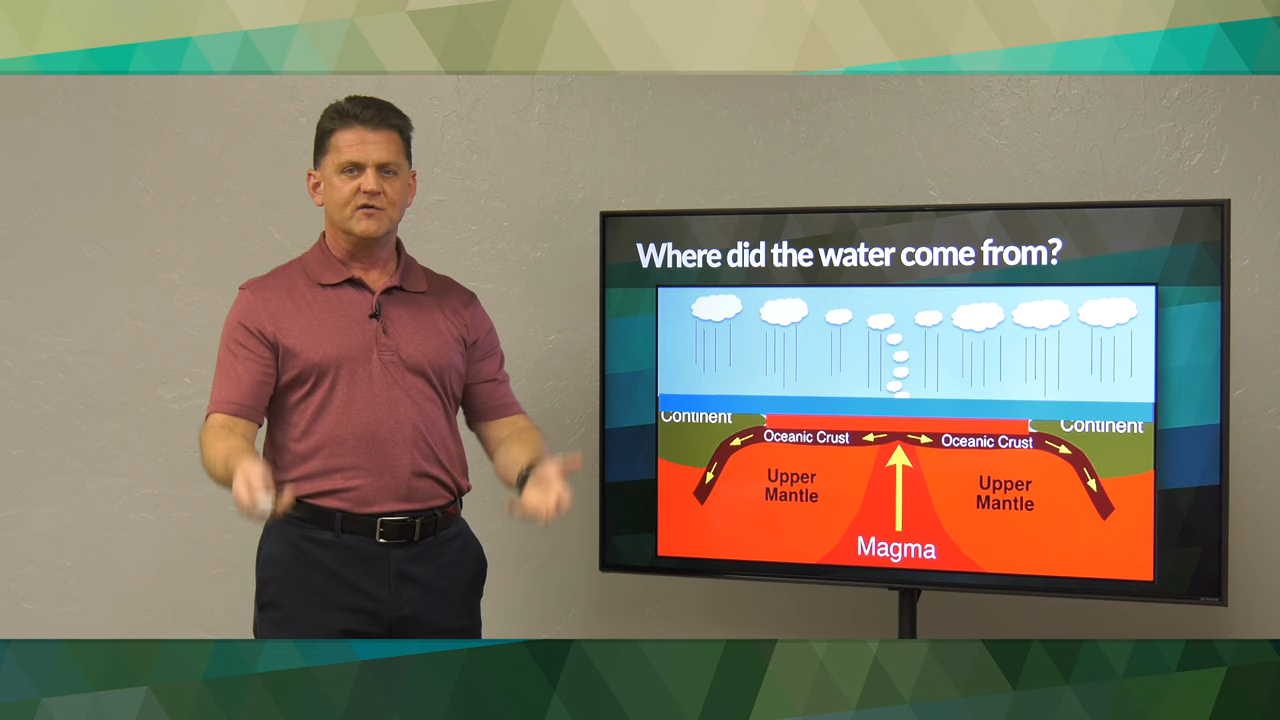 Where did the water come from?
Continent
Continent
Oceanic Crust
Oceanic Crust
Upper
Mantle
Upper
Mantle
Magma